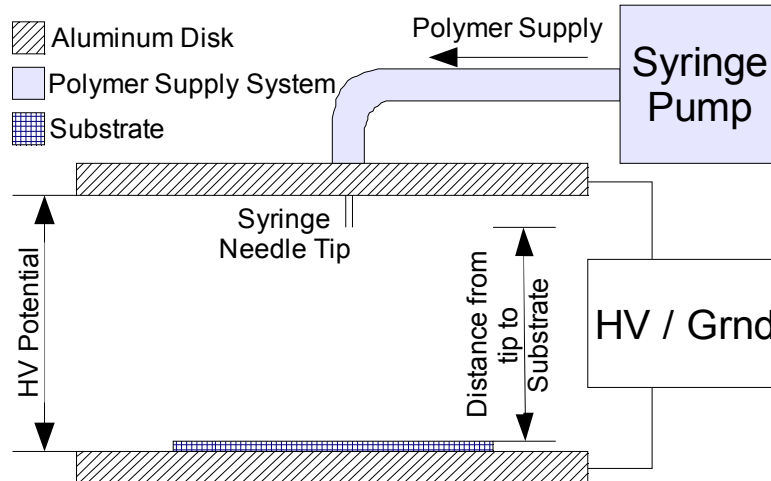 Aluminum Disk
Polymer Supply System
Substrate
Polymer Supply
Syringe
Pump
Syringe
Needle Tip
HV Potential
Distance from
tip to
Substrate
HV / Grnd